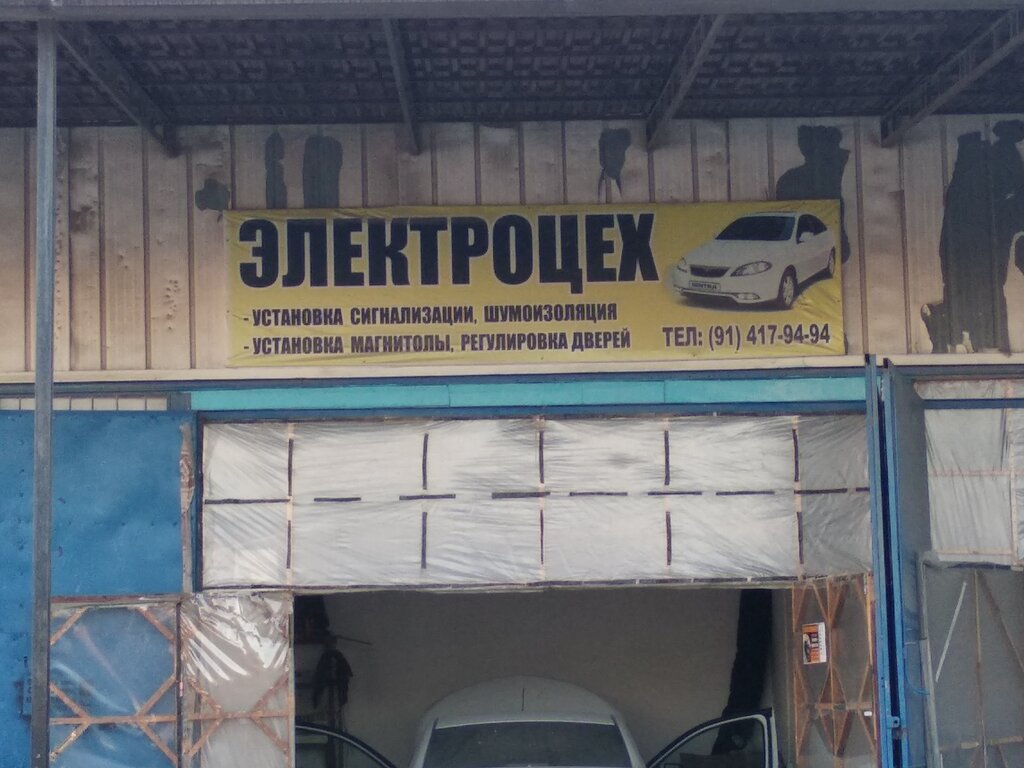 ЭЛЕКТРОЦЕХ
- УСТАНОВКА СИГНАЛИЗАЦИИ, ШУМОИЗОЛЯЦИЯ
- УСТАНОВКА МАГНИТОЛЫ, РЕГУЛИРОВКА ДВЕРЕЙ
ТЕЛ: (91) 417-94-94